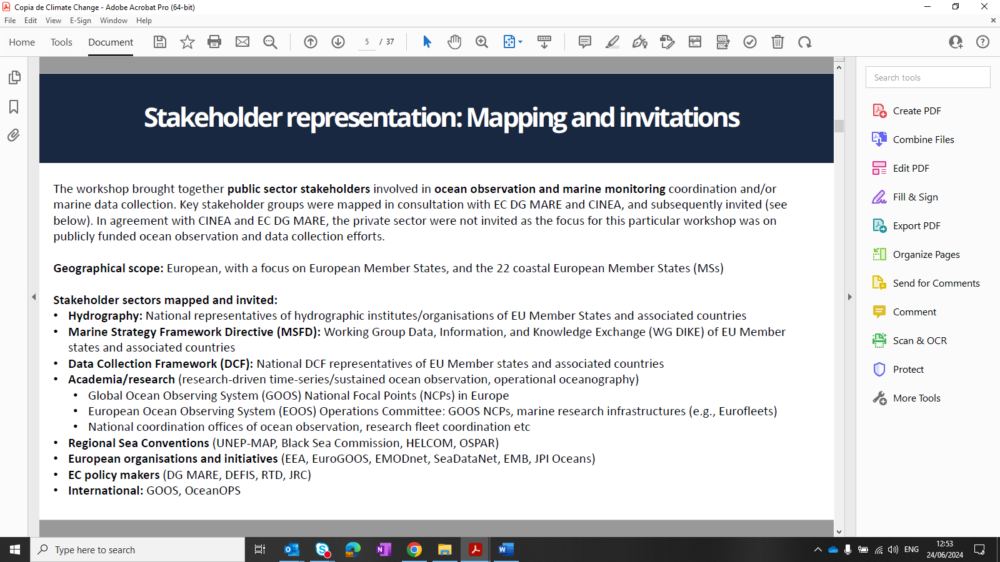 Copia de Climate Change - Adobe Acrobat Pro (64-bit)
File Edit View E-Sign Window Help
Home Tools Document 5 / 37
Search tools
Create PDF
Combine Files
Edit PDF
Fill & Sign
Export PDF
Organize Pages
Send for Comments
Comment
Scan & OCR
Protect
More Tools
Stakeholder representation: Mapping and invitations
The workshop brought together public sector stakeholders involved in ocean observation and marine monitoring coordination and/or
marine data collection. Key stakeholder groups were mapped in consultation with EC DG MARE and CINEA, and subsequently invited (see
below). In agreement with CINEA and EC DG MARE, the private sector were not invited as the focus for this particular workshop was on
publicly funded ocean observation and data collection efforts.
Geographical scope: European, with a focus on European Member States, and the 22 coastal European Member States (MSs)
Stakeholder sectors mapped and invited:
• Hydrography: National representatives of hydrographic institutes/organisations of EU Member States and associated countries
• Marine Strategy Framework Directive (MSFD): Working Group Data, Information, and Knowledge Exchange (WG DIKE) of EU Member
states and associated countries
• Data Collection Framework (DCF): National DCF representatives of EU Member states and associated countries
• Academia/research (research-driven time-series/sustained ocean observation, operational oceanography)
• Global Ocean Observing System (GOOS) National Focal Points (NCPs) in Europe
• European Ocean Observing System (EOOS) Operations Committee: GOOS NCPs, marine research infrastructures (e.g., Eurofleets)
• National coordination offices of ocean observation, research fleet coordination etc
• Regional Sea Conventions (UNEP-MAP, Black Sea Commission, HELCOM, OSPAR)
• European organisations and initiatives (EEA, EuroGOOS, EMODnet, SeaDataNet, EMB, JPI Oceans)
• EC policy makers (DG MARE, DEFIS, RTD, JRC)
• International: GOOS, OceanOPS
Type here to search
ENG
12:53
24/06/2024